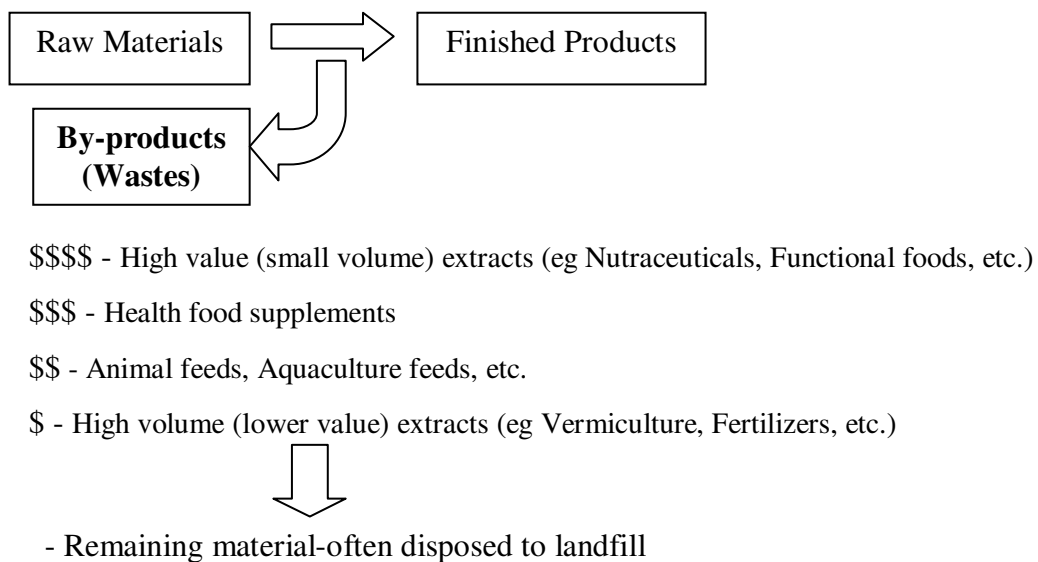 Raw Materials
Finished Products
By-products
(Wastes)
$$$$ - High value (small volume) extracts (eg Nutraceuticals, Functional foods, etc.)
$$$ - Health food supplements
$$ - Animal feeds, Aquaculture feeds, etc.
$ - High volume (lower value) extracts (eg Vermiculture, Fertilizers, etc.)
- Remaining material-often disposed to landfill